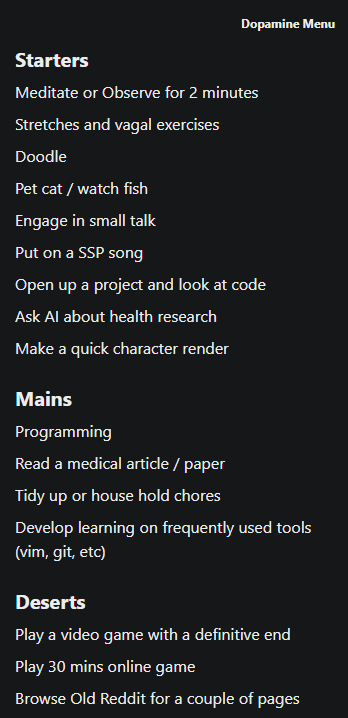 Dopamine Menu
Starters
Meditate or Observe for 2 minutes
Stretches and vagal exercises
Doodle
Pet cat / watch fish
Engage in small talk
Put on a SSP song
Open up a project and look at code
Ask AI about health research
Make a quick character render
Mains
Programming
Read a medical article / paper
Tidy up or house hold chores
Develop learning on frequently used tools
(vim, git, etc)
Deserts
Play a video game with a definitive end
Play 30 mins online game
Browse Old Reddit for a couple of pages